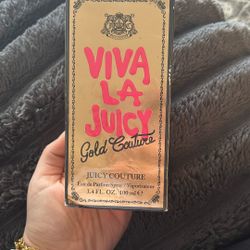 VIVA
LA
JUICY
Gold Couture
JUICY COUTURE
Eau de Parfum Spray / Vaporisateur
3.4 FL. OZ. 100 ml e